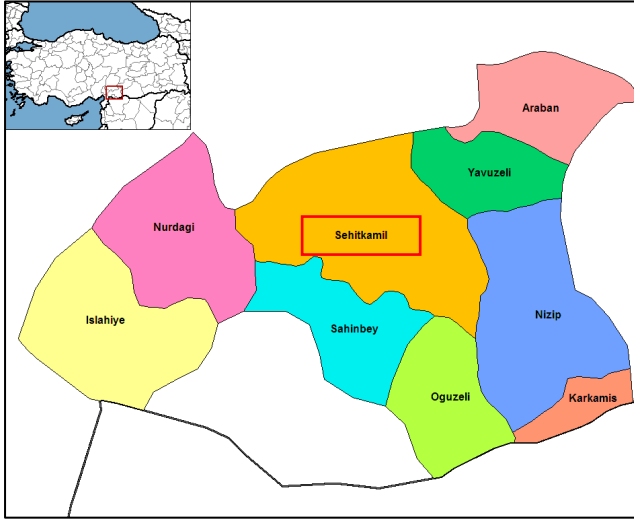 Araban
Yavuzeli
Nurdagi
Sehitkamil
Nizip
Islahiye
Sahinbey
Oguzeli
Karkamis